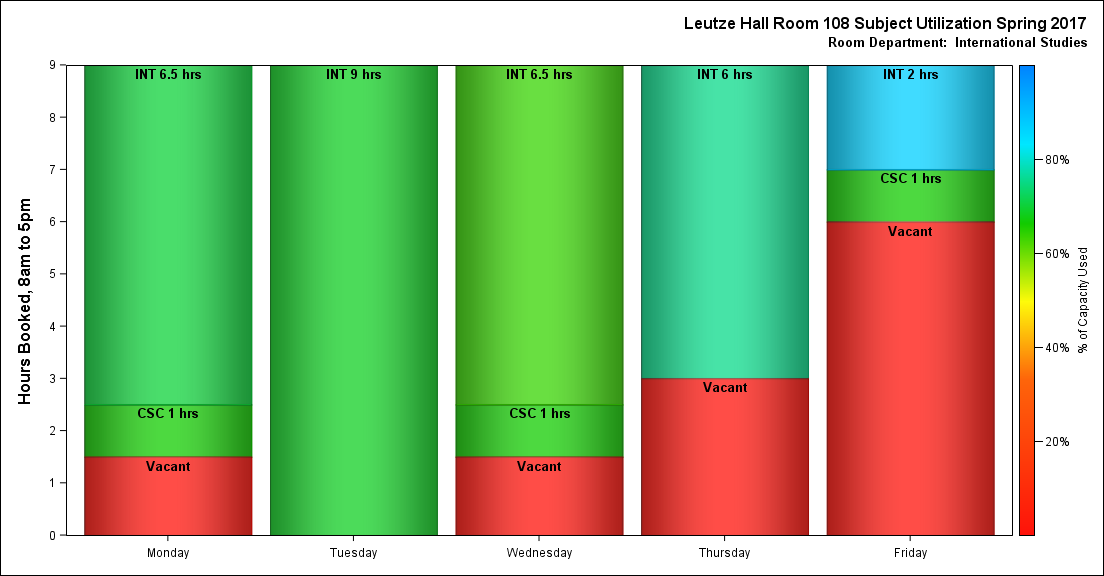 Leutze Hall Room 108 Subject Utilization Spring 2017
Room Department:  International Studies
Hours Booked, 8am to 5pm
9
8
7
6
5
4
3
2
1
0
INT 6.5 hrs
CSC 1 hrs
Vacant
INT 9 hrs
INT 6.5 hrs
CSC 1 hrs
Vacant
INT 6 hrs
Vacant
INT 2 hrs
CSC 1 hrs
Vacant
Monday
Tuesday
Wednesday
Thursday
Friday
80%
60%
40%
20%
% of Capacity Used